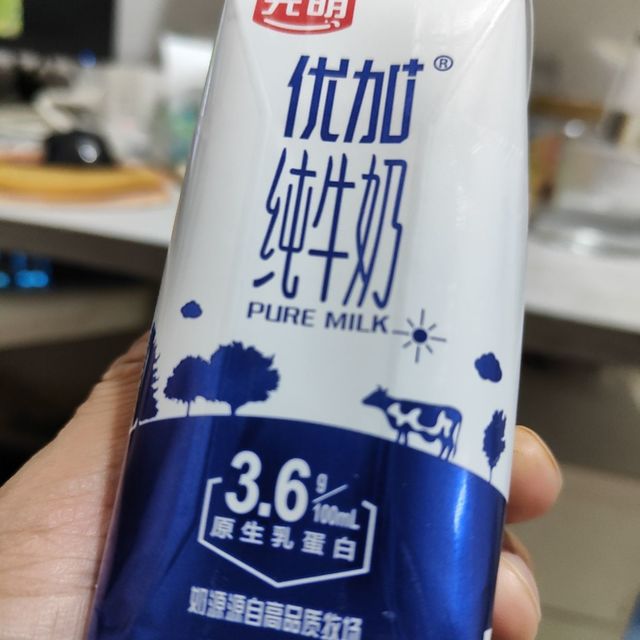 光明
优加®
纯牛奶
PURE MILK
3.6g/100mL
原生乳蛋白
奶源源自高品质牧场